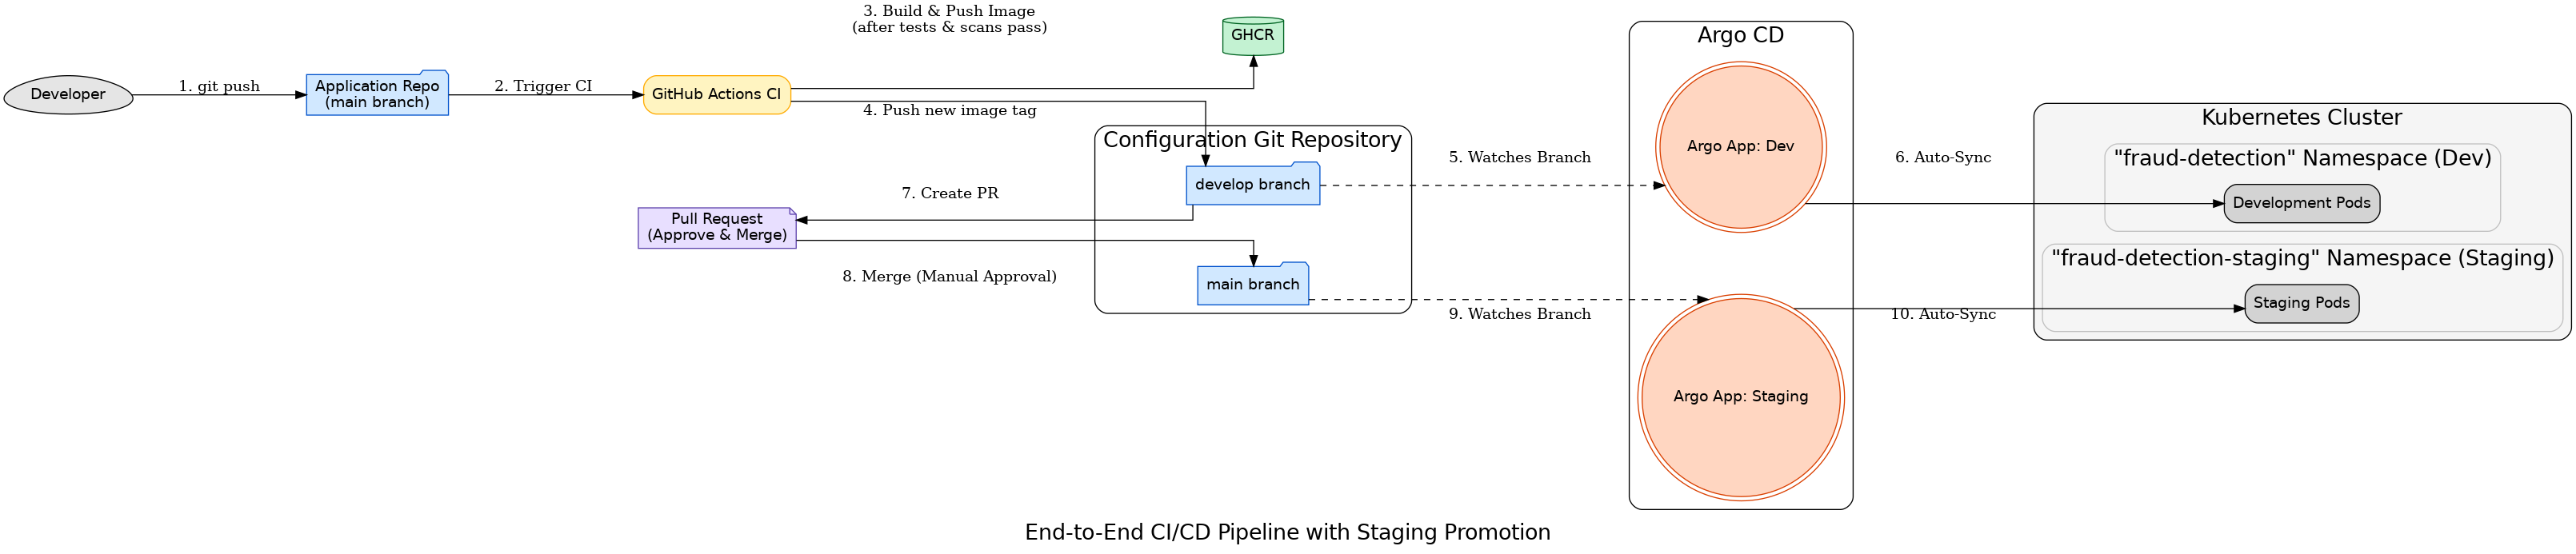 3. Build & Push Image
(after tests & scans pass)
GHCR
Developer
1. git push
Application Repo
(main branch)
2. Trigger CI
GitHub Actions CI
4. Push new image tag
Configuration Git Repository
develop branch
7. Create PR
Pull Request
(Approve & Merge)
8. Merge (Manual Approval)
main branch
5. Watches Branch
9. Watches Branch
Argo CD
Argo App: Dev
Argo App: Staging
6. Auto-Sync
10. Auto-Sync
Kubernetes Cluster
"fraud-detection" Namespace (Dev)
Development Pods
"fraud-detection-staging" Namespace (Staging)
Staging Pods
End-to-End CI/CD Pipeline with Staging Promotion